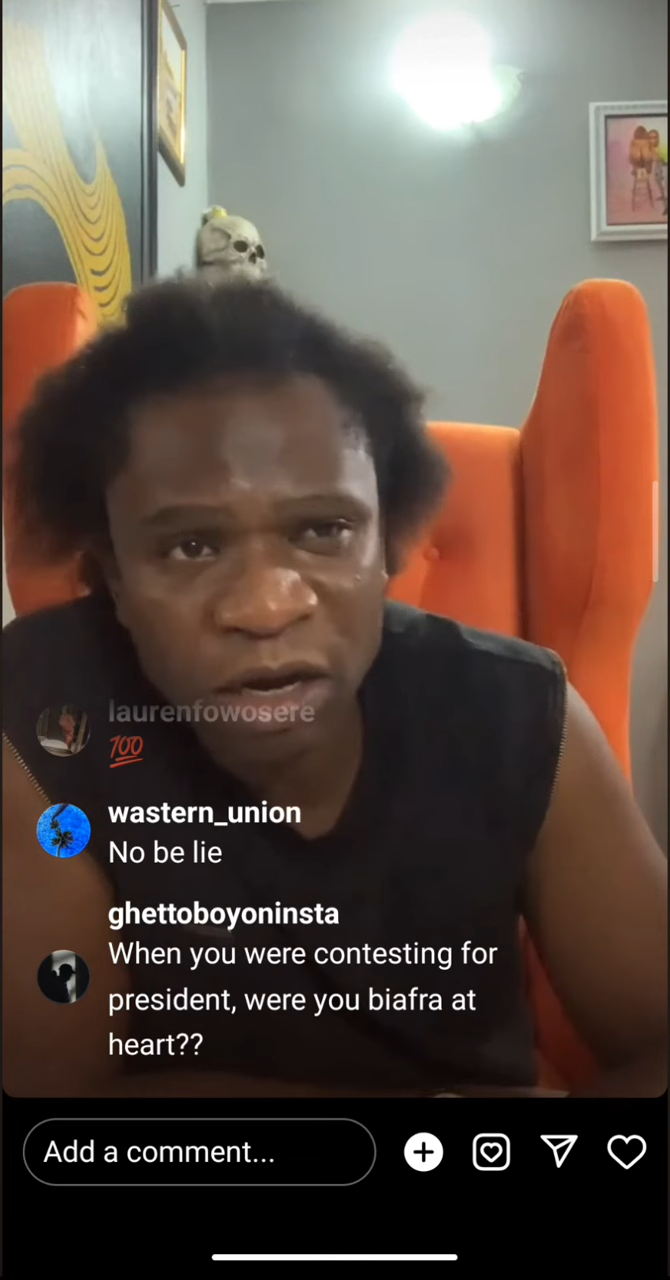 laurenfowosere
💯
wastern_union
No be lie
ghettoboyoninsta
When you were contesting for
president, were you biafra at
heart??
Add a comment...